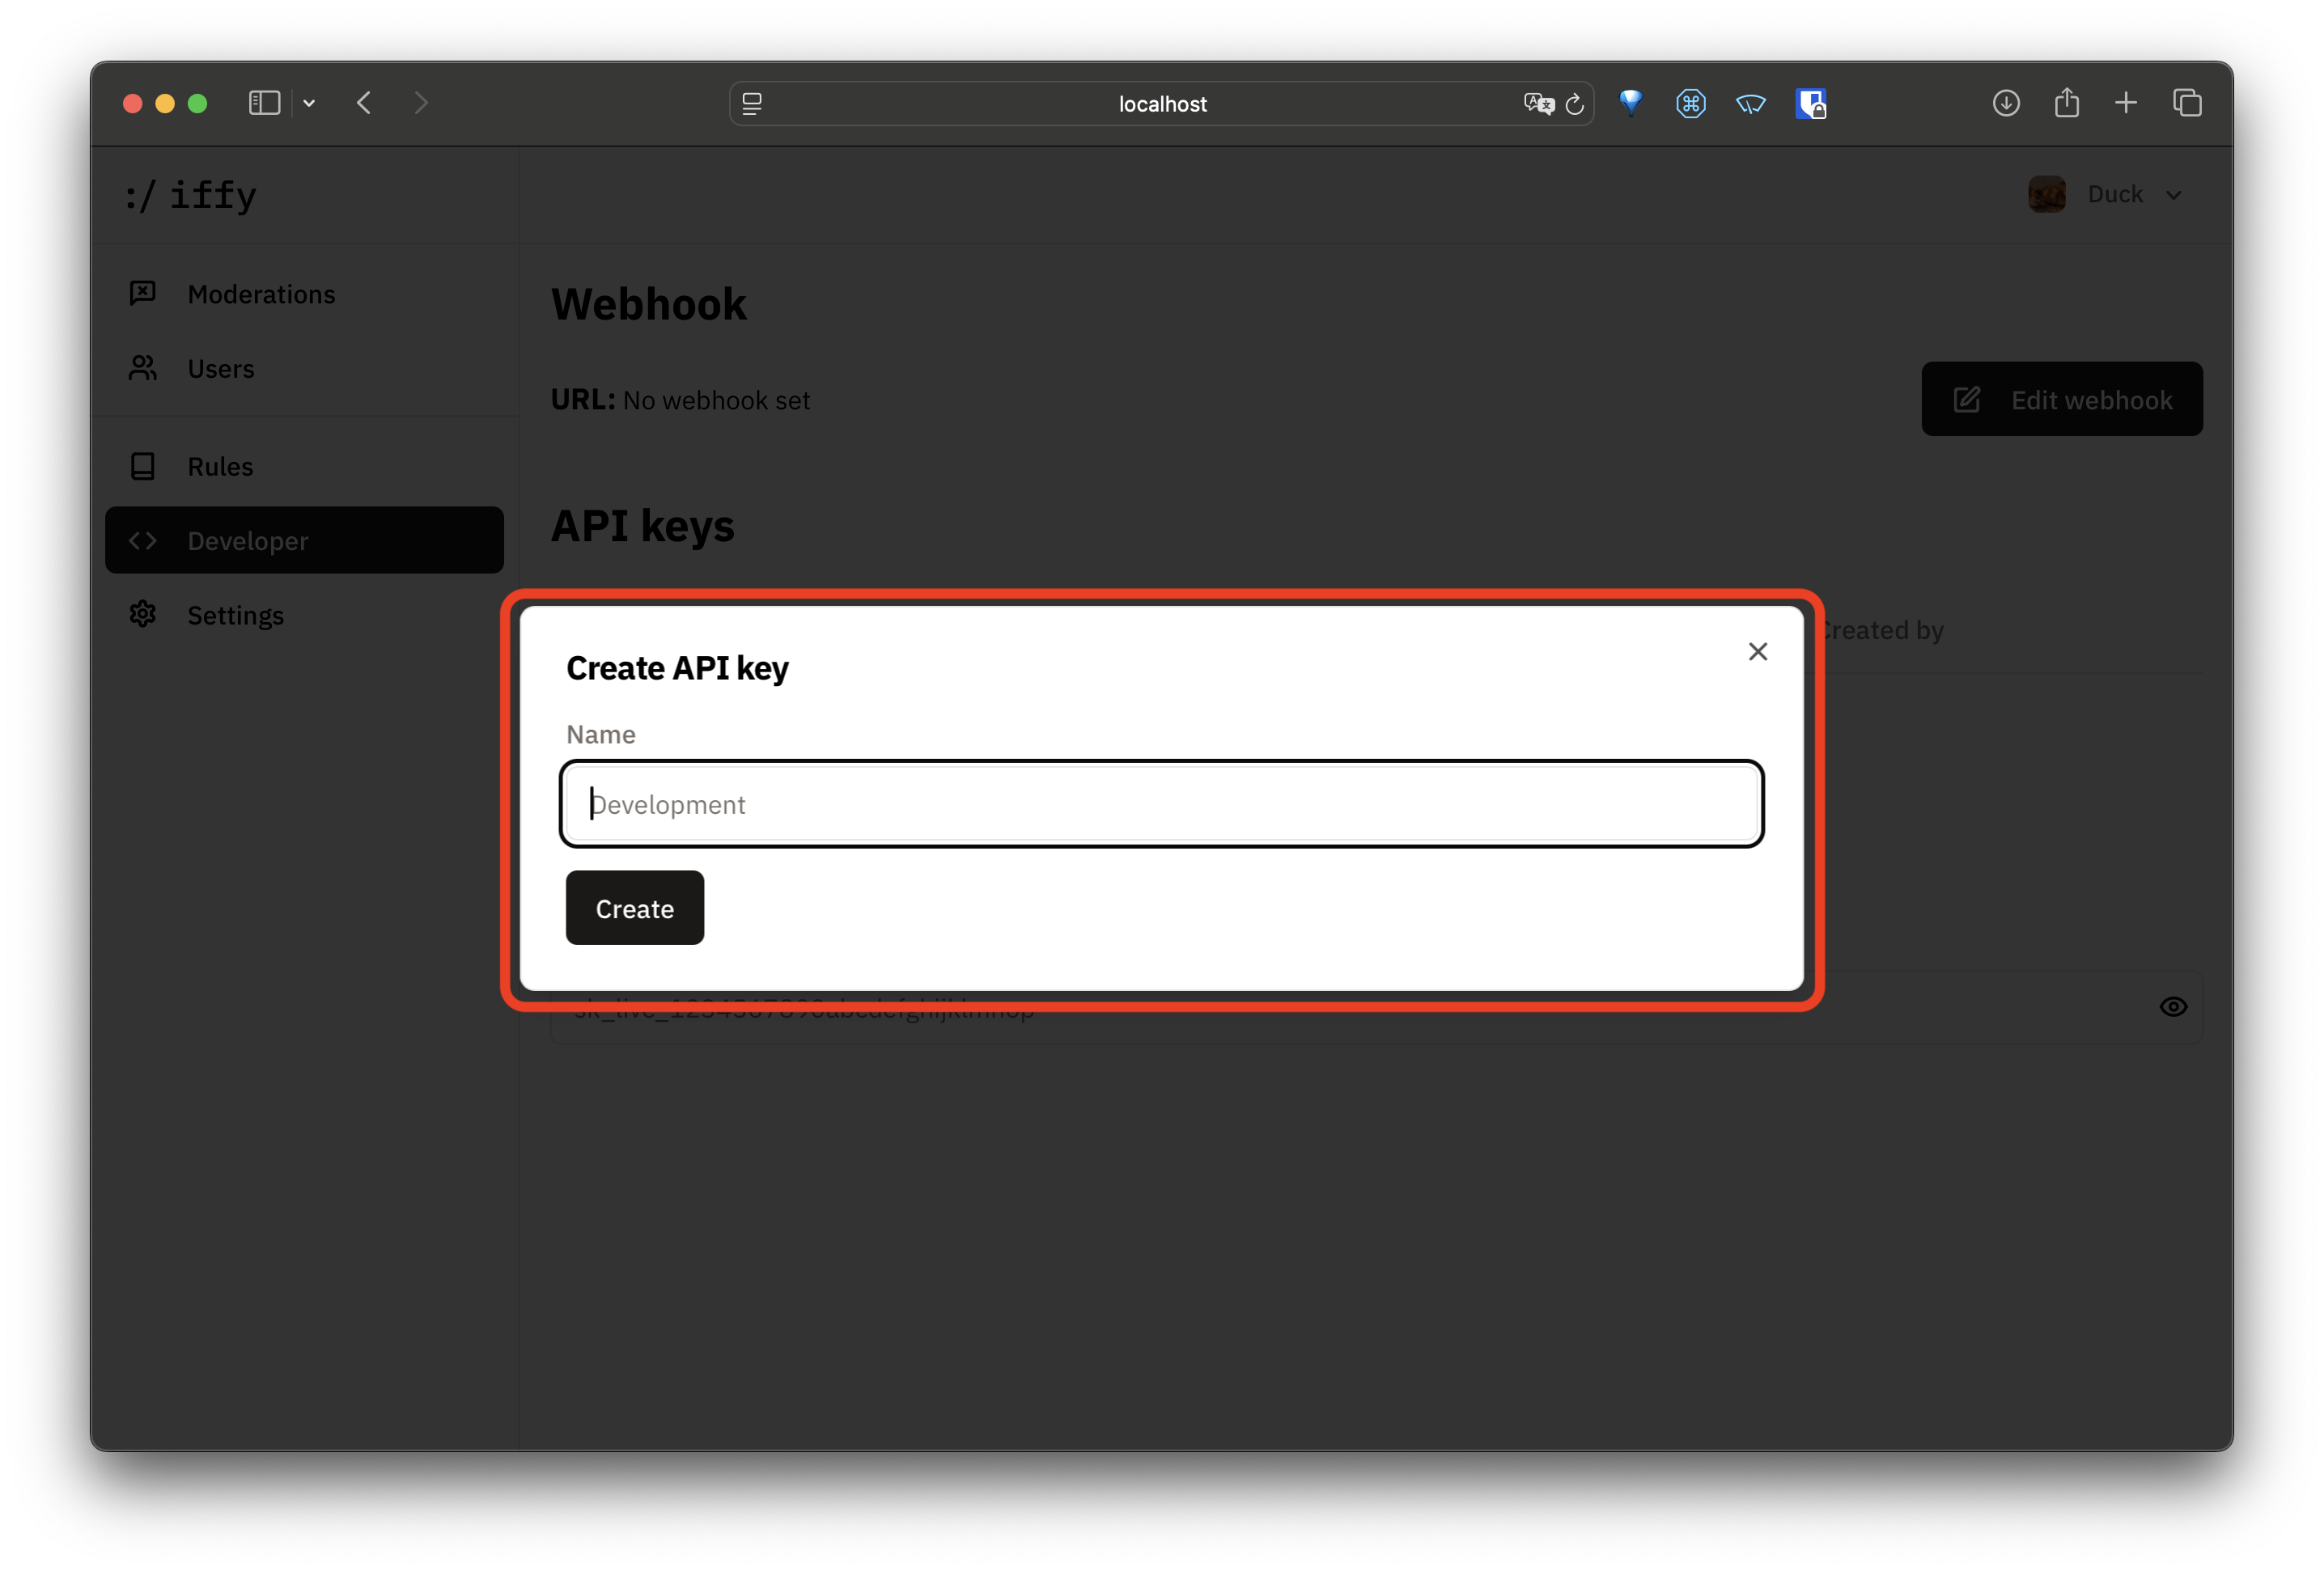 localhost
:/ iffy
Duck
Moderations
Users
Rules
Developer
Settings
Webhook
URL: No webhook set
Edit webhook
API keys
Created by
Create API key
Name
Development
Create
sk_live_1234567890abcdefghijklmnop